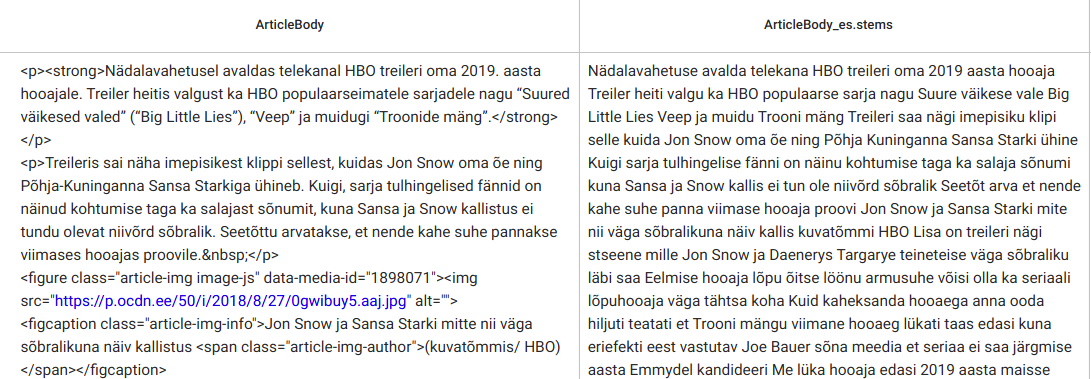 ArticleBody
ArticleBody_es.stems
<p><strong>Nädalavahetusel avaldas telekanal HBO treileri oma 2019. aasta
hooajale. Treiler heitis valgust ka HBO populaarseimatele sarjadele nagu “Suured
väikesed valed” (“Big Little Lies”), “Veep” ja muidugi “Troonide mäng”.</strong>
</p>
<p>Treileris sai näha imepisikest klippi sellest, kuidas Jon Snow oma õe ning
Põhja-Kuninganna Sansa Starkiga ühineb. Kuigi, sarja tulhingelised fännid on
näinud kohtumise taga ka salajast sõnumit, kuna Sansa ja Snow kallistus ei
tundu olevat niivõrd sõbralik. Seetõttu arvatakse, et nende kahe suhe pannakse
viimases hooajas proovile.&nbsp;</p>
<figure class="article-img image-js" data-media-id="1898071"><img
src="https://p.ocdn.ee/50/i/2018/8/27/0gwibuy5.aaj.jpg" alt="">
<figcaption class="article-img-info">Jon Snow ja Sansa Starki mitte nii väga
sõbralikuna näiv kallistus <span class="article-img-author">(kuvatõmmis/ HBO)
</span></figcaption>
Nädalavahetuse avalda telekana HBO treileri oma 2019 aasta hooaja
Treiler heiti valgu ka HBO populaarse sarja nagu Suure väikese vale Big
Little Lies Veep ja muidu Trooni mäng Treileri saa nägi imepisiku klipi
selle kuida Jon Snow oma õe ning Põhja Kuninganna Sansa Starki ühine
Kuigi sarja tulhingelise fänni on näinu kohtumise taga ka salaja sõnumi
kuna Sansa ja Snow kallis ei tun ole niivõrd sõbralik Seetõt arva et nende
kahe suhe panna viimase hooaja proovi Jon Snow ja Sansa Starki mite
nii väga sõbralikuna näiv kallis kuvatõmmi HBO Lisa on treileri nägi
stseene mille Jon Snow ja Daenerys Targarye teineteise väga sõbraliku
läbi saa Eelmise hooaja lõpu õitse löönu armusuhe võisi olla ka seriaali
lõpuhooaja väga tähtsa koha Kuid kaheksanda hooaega anna ooda
hiljuti teatati et Trooni mängu viimane hooaeg lükati taas edasi kuna
eriefekti eest vastutav Joe Bauer sõna meedia et seriaa ei saa järgmise
aasta Emmydel kandideeri Me lüka hooaja edasi 2019 aasta maisse